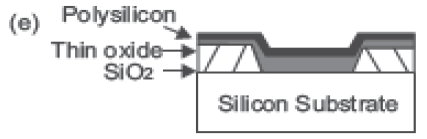 (e) Polysilicon
Thin oxide
SiO2
Silicon Substrate